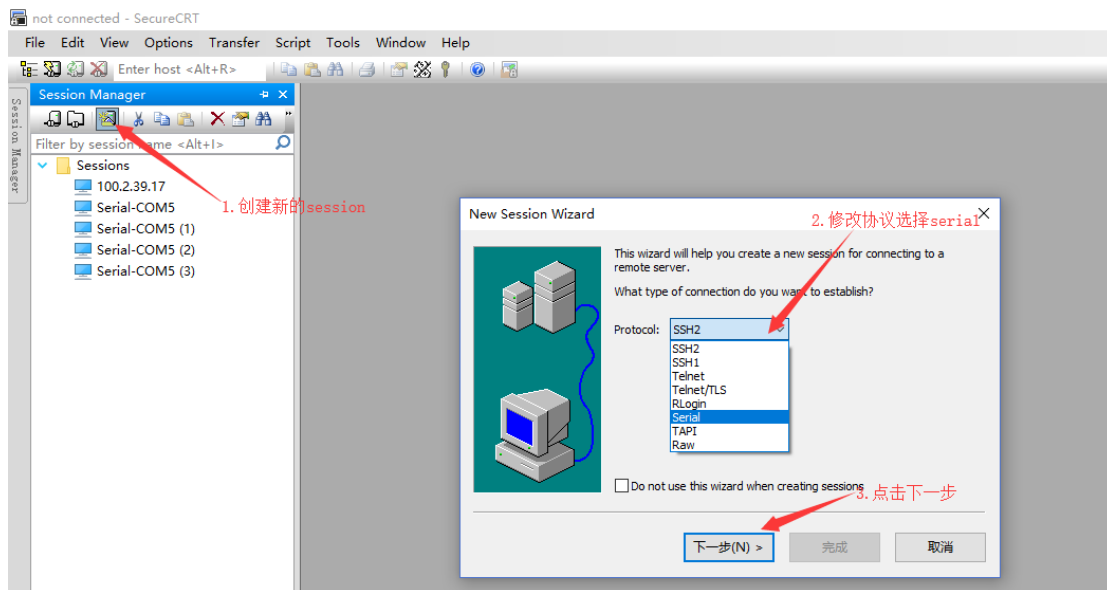 not connected - SecureCRT
File Edit View Options Transfer Script Tools Window Help
Enter host <Alt+R>
Session Manager
Session Manager
Filter by session name <Alt+I>
Sessions
100.2.39.17
Serial-COM5
Serial-COM5 (1)
Serial-COM5 (2)
Serial-COM5 (3)
1.创建新的session
New Session Wizard
2.修改协议选择serial
This wizard will help you create a new session for connecting to a
remote server.
What type of connection do you want to establish?
Protocol: SSH2
SSH2
SSH1
Telnet
Telnet/TLS
RLogin
Serial
TAPI
Raw
Do not use this wizard when creating sessions
3.点击下一步
下一步(N) > 完成 取消